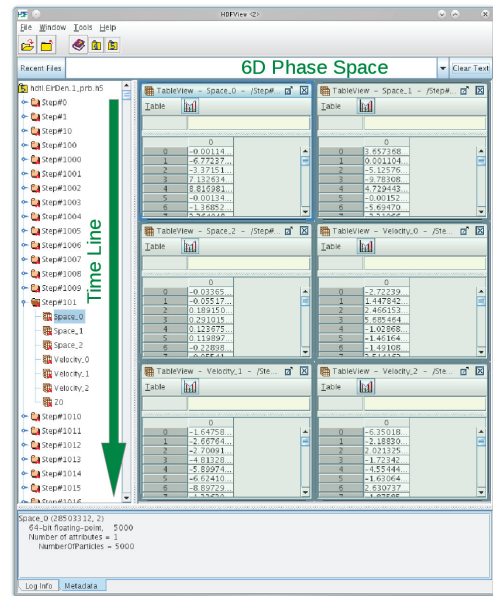 HDFView <2>
File Window Tools Help
Recent Files
6D Phase Space
Clear Text
hdfil.ElrDen.1_prb.h5
Step#0
Step#1
Step#10
Step#100
Step#1000
Step#1001
Step#1002
Step#1003
Step#1004
Step#1005
Step#1006
Step#1007
Step#1008
Step#1009
Step#101
Space_0
Space_1
Space_2
Velocity_0
Velocity_1
Velocity_2
20
Step#1010
Step#1011
Step#1012
Step#1013
Step#1014
Step#1015
Step#1016
Time Line
TableView - Space_0 - /Step#...
Table
0
0 -0.00114...
1 -6.77237...
2 -3.37151...
3 7.132634...
4 8.816981...
5 -0.00134...
6 -1.36852...
TableView - Space_1 - /Step#...
Table
0
0 3.657368...
1 0.001104...
2 -5.12576...
3 -9.78308...
4 4.729443...
5 -0.00152...
6 -5.69470...
TableView - Space_2 - /Step#...
Table
0
0 -0.03365...
1 -0.05517...
2 0.189150...
3 0.291015...
4 0.123675...
5 0.119897...
6 -0.22898...
TableView - Velocity_0 - /Ste...
Table
0
0 -2.72239...
1 1.447842...
2 2.466153...
3 5.685464...
4 -1.02868...
5 -1.46164...
6 -1.49108...
TableView - Velocity_1 - /Ste...
Table
0
0 -1.64758...
1 -2.66764...
2 -2.70091...
3 -4.81328...
4 -5.89974...
5 -6.62410...
6 -8.89729...
TableView - Velocity_2 - /Ste...
Table
0
0 -6.35018...
1 -2.18830...
2 2.021325...
3 -1.72342...
4 -4.55444...
5 -1.63064...
6 2.630737...
Space_0 (28503312, 2)
64-bit floating-point, 5000
Number of attributes = 1
NumberOfParticles = 5000
Log Info Metadata